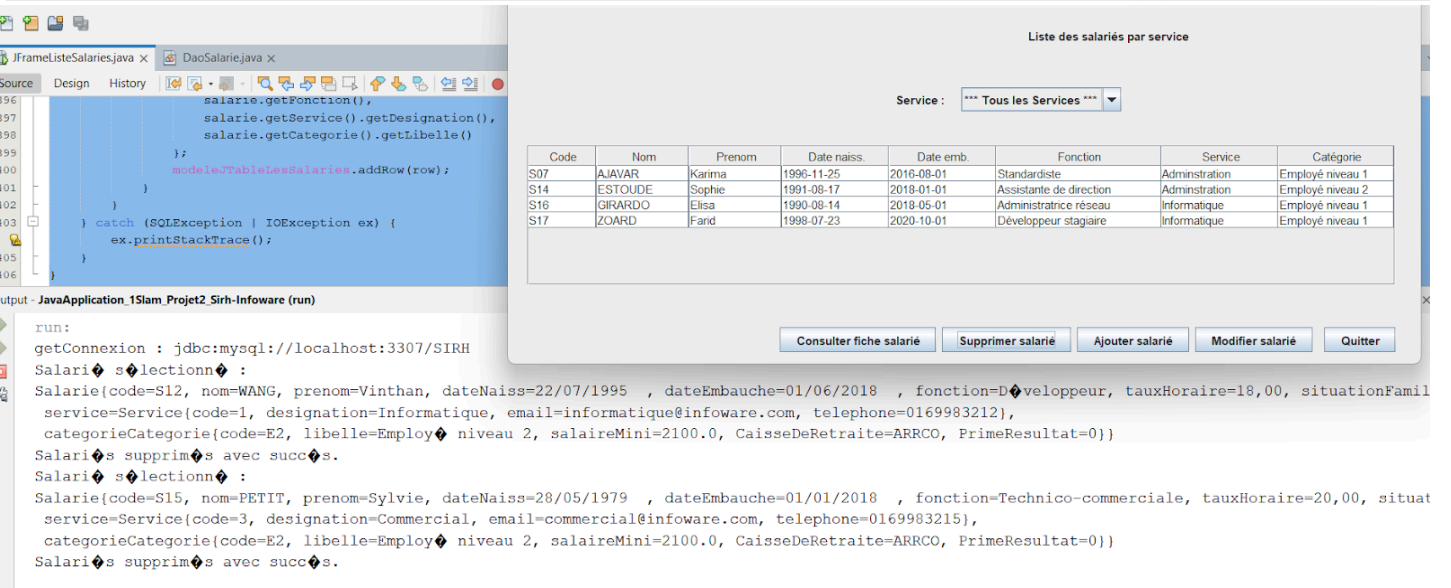 JFrameListeSalaries.java × DaoSalarie.java ×
Source Design History
396 salarie.getFonction(),
397 salarie.getService().getDesignation(),
398 salarie.getCategorie().getLibelle()
399 };
400 modeleJTableLesSalaries.addRow(row);
401 }
402 }
403 } catch (SQLException | IOException ex) {
ex.printStackTrace();
405 }
406 }
Liste des salariés par service
Service : *** Tous les Services ***
Code Nom Prenom Date naiss. Date emb. Fonction Service Catégorie
S07 AJAVAR Karima 1996-11-25 2016-08-01 Standardiste Adminstration Employé niveau 1
S14 ESTOUDE Sophie 1991-08-17 2018-01-01 Assistante de direction Adminstration Employé niveau 2
S16 GIRARDO Elisa 1990-08-14 2018-05-01 Administratrice réseau Informatique Employé niveau 1
S17 ZOARD Farid 1998-07-23 2020-10-01 Développeur stagiaire Informatique Employé niveau 1
Consulter fiche salarié Supprimer salarié Ajouter salarié Modifier salarié Quitter
utput - JavaApplication_1Slam_Projet2_Sirh-Infoware (run)
run:
getConnexion : jdbc:mysql://localhost:3307/SIRH
Salari� s�lectionn� :
Salarie{code=S12, nom=WANG, prenom=Vinthan, dateNaiss=22/07/1995 , dateEmbauche=01/06/2018 , fonction=D�veloppeur, tauxHoraire=18,00, situationFamil
service=Service{code=1, designation=Informatique, email=informatique@infoware.com, telephone=0169983212},
categorieCategorie{code=E2, libelle=Employ� niveau 2, salaireMini=2100.0, CaisseDeRetraite=ARRCO, PrimeResultat=0}}
Salari�s supprim�s avec succ�s.
Salari� s�lectionn� :
Salarie{code=S15, nom=PETIT, prenom=Sylvie, dateNaiss=28/05/1979 , dateEmbauche=01/01/2018 , fonction=Technico-commerciale, tauxHoraire=20,00, situat
service=Service{code=3, designation=Commercial, email=commercial@infoware.com, telephone=0169983215},
categorieCategorie{code=E2, libelle=Employ� niveau 2, salaireMini=2100.0, CaisseDeRetraite=ARRCO, PrimeResultat=0}}
Salari�s supprim�s avec succ�s.